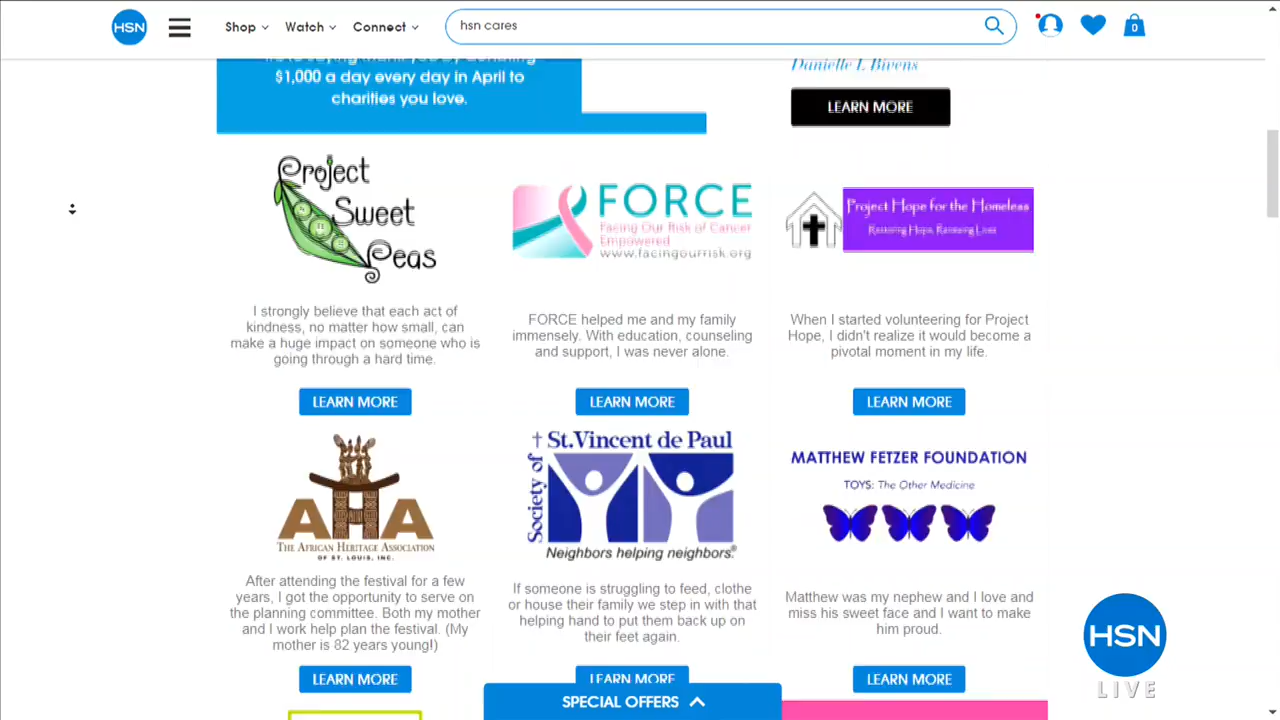 HSN
Shop
Watch
Connect
hsn cares
0
$1,000 a day every day in April to
charities you love.
Danielle L Bivens
LEARN MORE
Project
Sweet
Peas
FORCE
Facing Our Risk of Cancer
Empowered
www.facingourrisk.org
Project Hope for the Homeless
Restoring Hope, Restoring Lives
I strongly believe that each act of
kindness, no matter how small, can
make a huge impact on someone who is
going through a hard time.
FORCE helped me and my family
immensely. With education, counseling
and support, I was never alone.
When I started volunteering for Project
Hope, I didn't realize it would become a
pivotal moment in my life.
LEARN MORE
LEARN MORE
LEARN MORE
AHA
THE AFRICAN HERITAGE ASSOCIATION
OF ST. LOUIS, INC.
Society of
St.Vincent de Paul
Neighbors helping neighbors.®
MATTHEW FETZER FOUNDATION
TOYS: The Other Medicine
After attending the festival for a few
years, I got the opportunity to serve on
the planning committee. Both my mother
and I work help plan the festival. (My
mother is 82 years young!)
If someone is struggling to feed, clothe
or house their family we step in with that
helping hand to put them back up on
their feet again.
Matthew was my nephew and I love and
miss his sweet face and I want to make
him proud.
LEARN MORE
LEARN MORE
LEARN MORE
SPECIAL OFFERS
HSN
LIVE